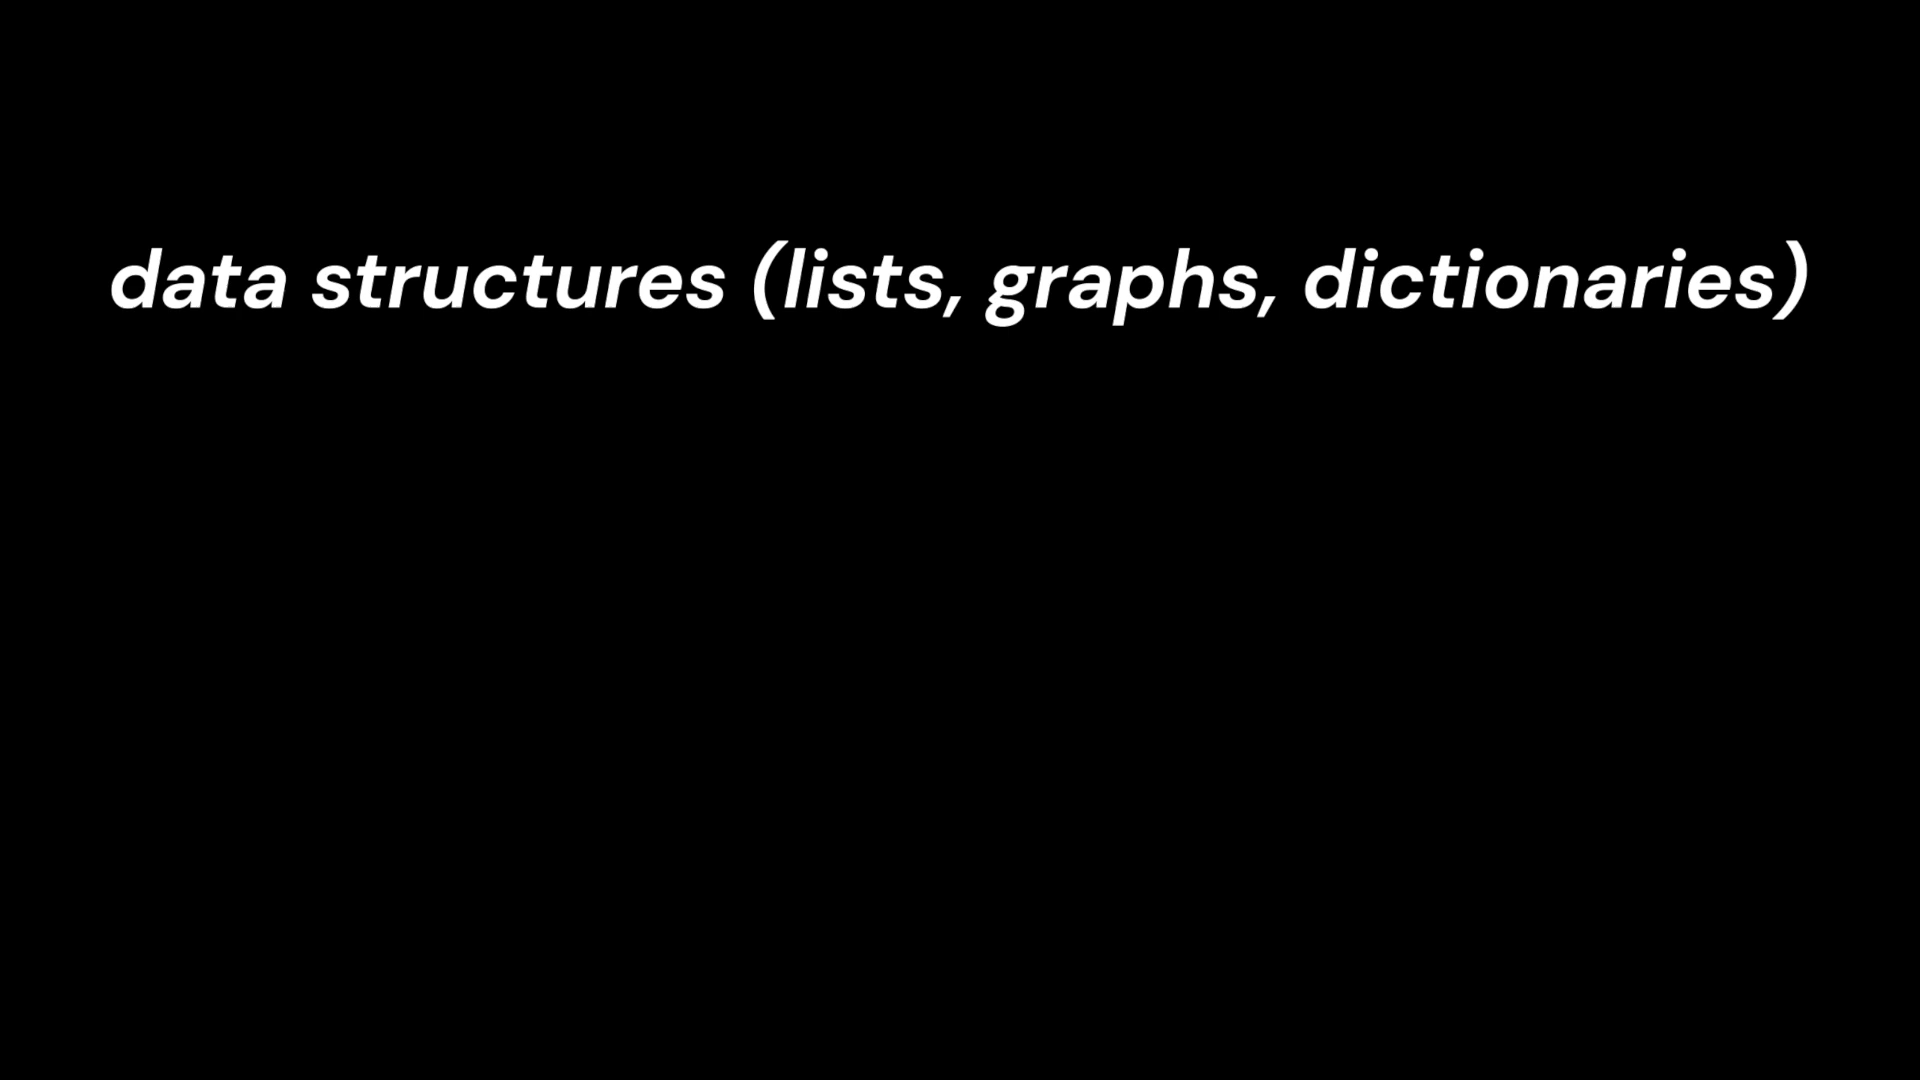 data structures (lists, graphs, dictionaries)